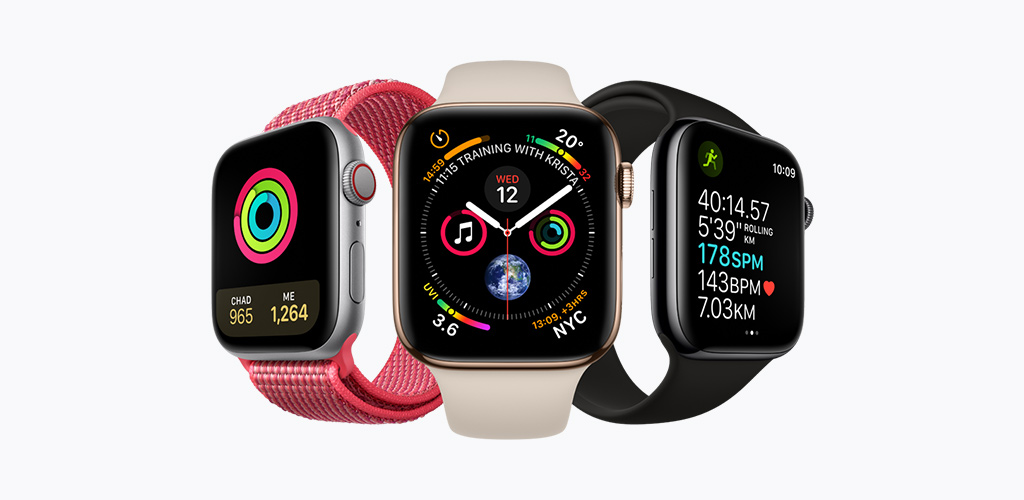 CHAD
965
ME
1,264
14:59
11:15 TRAINING WITH KRISTA
11
20°
32
WED
12
UVI
3.6
13:09, +3HRS
NYC
10:09
40:14.57
5'39" ROLLING KM
178SPM
143BPM
7.03KM